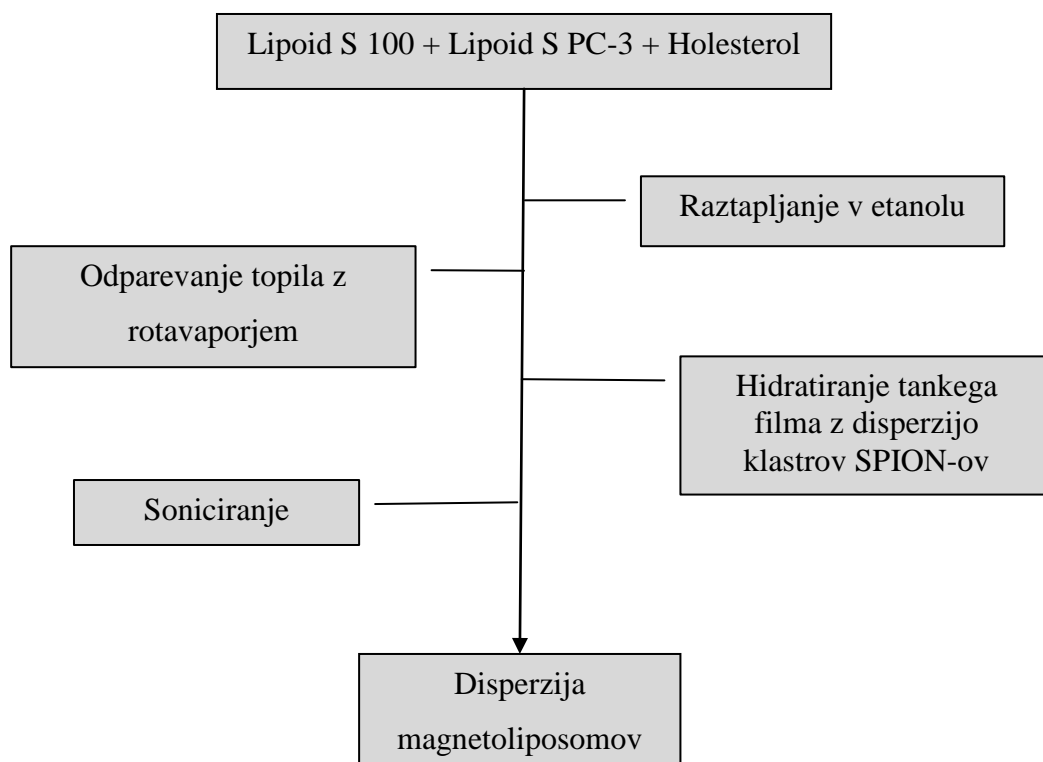 Lipoid S 100 + Lipoid S PC-3 + Holesterol
Raztapljanje v etanolu
Odparevanje topila z
rotavaporjem
Hidratiranje tankega
filma z disperzijo
klastrov SPION-ov
Soniciranje
Disperzija
magnetoliposomov